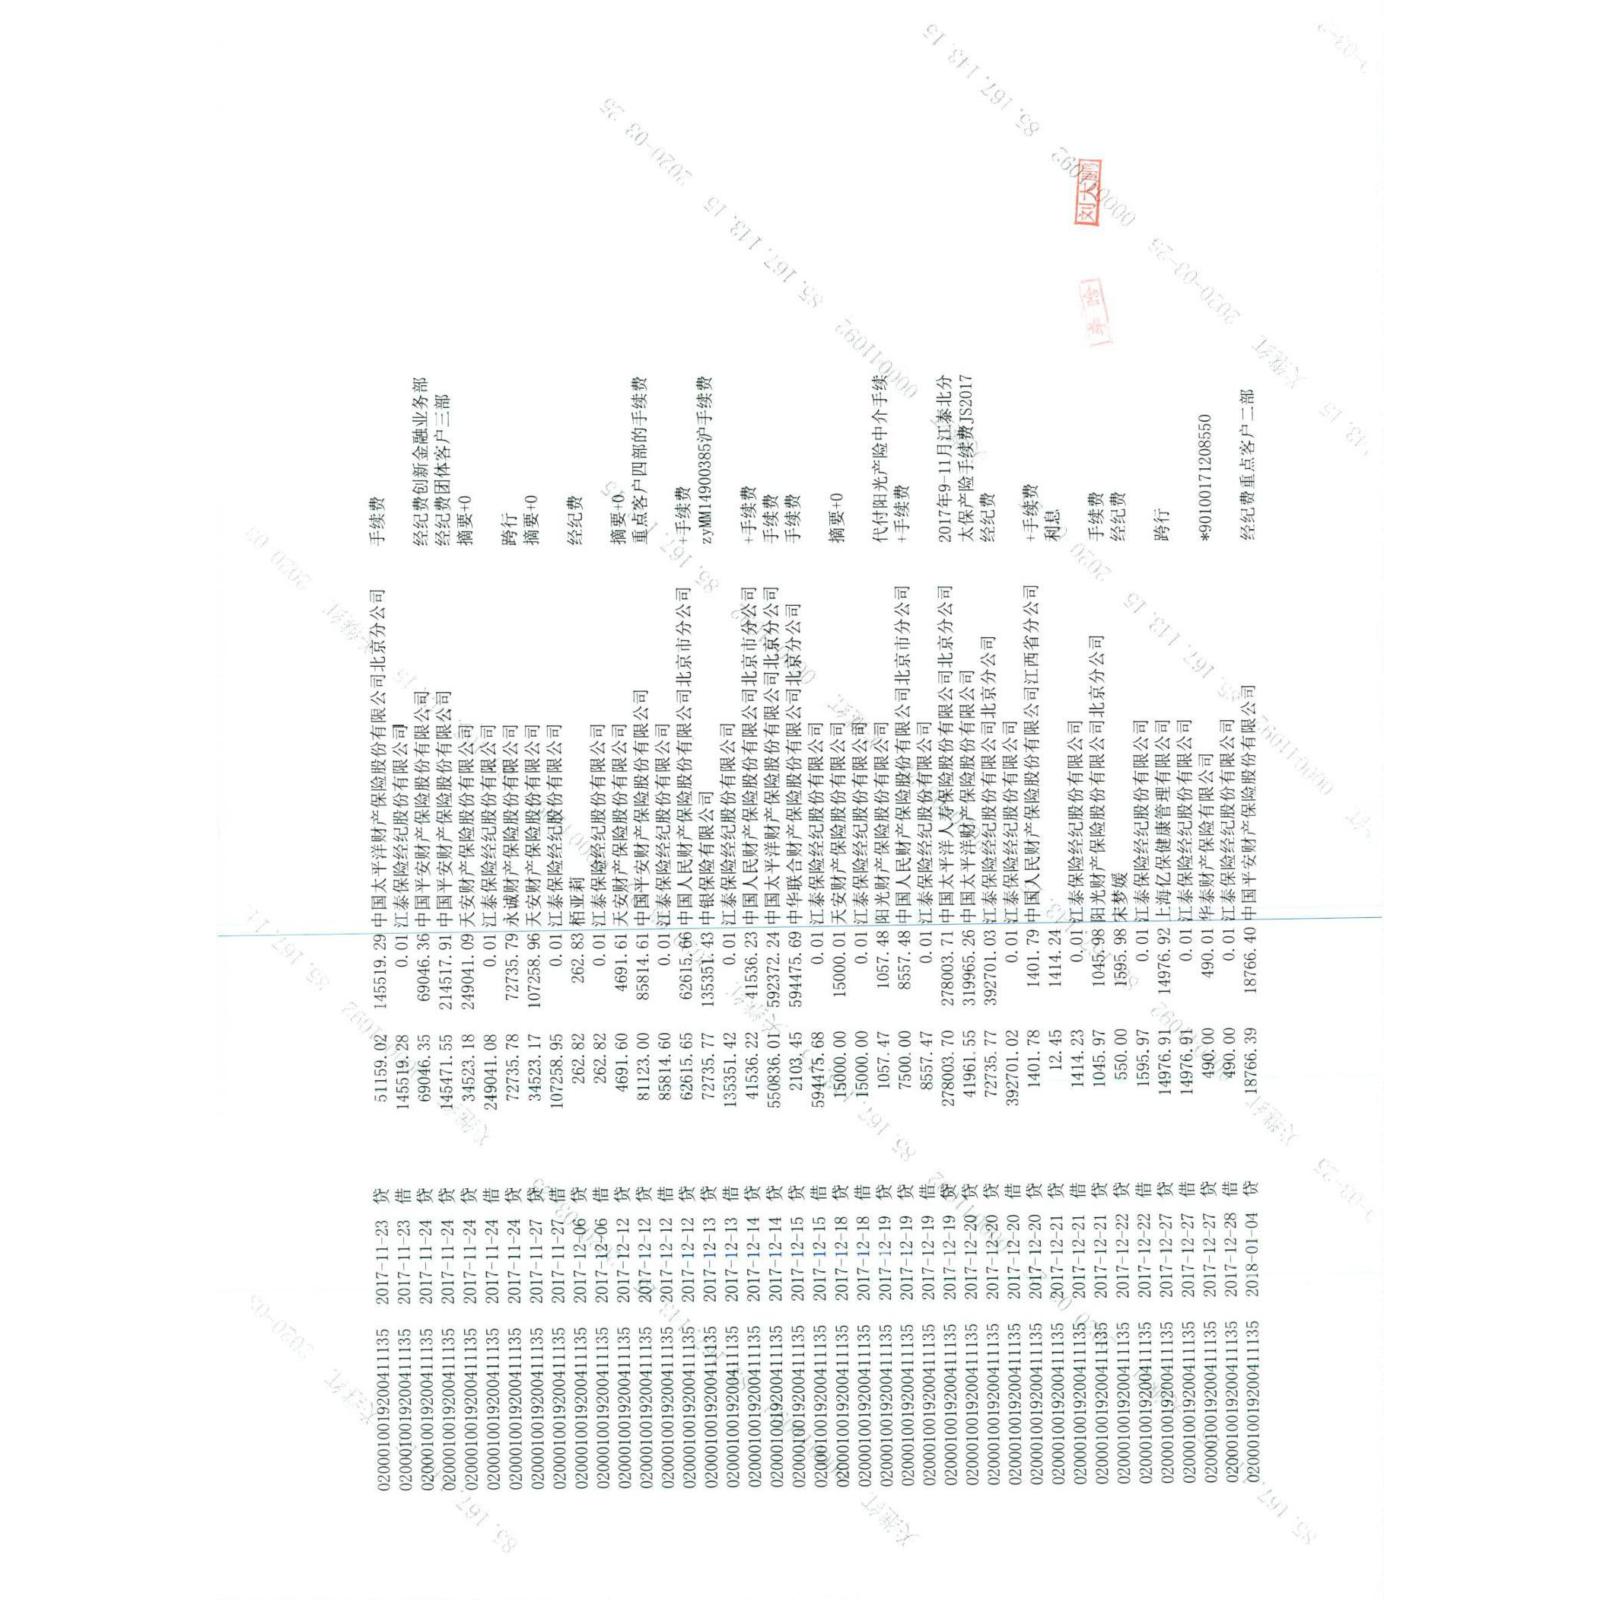 0200010019200411135 2017-11-23 贷 51159.02 145519.29 中国太平洋财产保险股份有限公司北京分公司 手续费
0200010019200411135 2017-11-23 借 145519.28 0.01 江泰保险经纪股份有限公司
0200010019200411135 2017-11-24 贷 69046.35 69046.36 中国平安财产保险股份有限公司 经纪费创新金融业务部
0200010019200411135 2017-11-24 贷 145471.55 214517.91 中国平安财产保险股份有限公司 经纪费团体客户三部
0200010019200411135 2017-11-24 贷 34523.18 249041.09 天安财产保险股份有限公司 摘要+0
0200010019200411135 2017-11-24 借 249041.08 0.01 江泰保险经纪股份有限公司
0200010019200411135 2017-11-24 贷 72735.78 72735.79 永诚财产保险股份有限公司 跨行
0200010019200411135 2017-11-27 贷 34523.17 107258.96 天安财产保险股份有限公司 摘要+0
0200010019200411135 2017-11-27 借 107258.95 0.01 江泰保险经纪股份有限公司
0200010019200411135 2017-12-06 贷 262.82 262.83 栢亚莉 经纪费
0200010019200411135 2017-12-06 借 262.82 0.01 江泰保险经纪股份有限公司
0200010019200411135 2017-12-12 贷 4691.60 4691.61 天安财产保险股份有限公司 摘要+0
0200010019200411135 2017-12-12 贷 81123.00 85814.61 中国平安财产保险股份有限公司 重点客户四部的手续费
0200010019200411135 2017-12-12 借 85814.60 0.01 江泰保险经纪股份有限公司
0200010019200411135 2017-12-12 贷 62615.65 62615.66 中国人民财产保险股份有限公司北京市分公司 +手续费
0200010019200411135 2017-12-13 贷 72735.77 135351.43 中银保险有限公司 zyMM14900385沪手续费
0200010019200411135 2017-12-13 借 135351.42 0.01 江泰保险经纪股份有限公司
0200010019200411135 2017-12-14 贷 41536.22 41536.23 中国人民财产保险股份有限公司北京市分公司 +手续费
0200010019200411135 2017-12-14 贷 550836.01 592372.24 中国太平洋财产保险股份有限公司北京分公司 手续费
0200010019200411135 2017-12-15 贷 2103.45 594475.69 中华联合财产保险股份有限公司北京分公司 手续费
0200010019200411135 2017-12-15 借 594475.68 0.01 江泰保险经纪股份有限公司
0200010019200411135 2017-12-18 贷 15000.00 15000.01 天安财产保险股份有限公司 摘要+0
0200010019200411135 2017-12-18 借 15000.00 0.01 江泰保险经纪股份有限公司
0200010019200411135 2017-12-19 贷 1057.47 1057.48 阳光财产保险股份有限公司 代付阳光产险中介手续
0200010019200411135 2017-12-19 贷 7500.00 8557.48 中国人民财产保险股份有限公司北京市分公司 +手续费
0200010019200411135 2017-12-19 借 8557.47 0.01 江泰保险经纪股份有限公司
0200010019200411135 2017-12-19 贷 278003.70 278003.71 中国太平洋人寿保险股份有限公司北京分公司 2017年9-11月江泰北分
0200010019200411135 2017-12-20 贷 41961.55 319965.26 中国太平洋财产保险股份有限公司 太保产险手续费JS2017
0200010019200411135 2017-12-20 贷 72735.77 392701.03 江泰保险经纪股份有限公司北京分公司 经纪费
0200010019200411135 2017-12-20 借 392701.02 0.01 江泰保险经纪股份有限公司
0200010019200411135 2017-12-20 贷 1401.78 1401.79 中国人民财产保险股份有限公司江西省分公司 +手续费
0200010019200411135 2017-12-21 贷 12.45 1414.24 利息
0200010019200411135 2017-12-21 借 1414.23 0.01 江泰保险经纪股份有限公司
0200010019200411135 2017-12-21 贷 1045.97 1045.98 阳光财产保险股份有限公司北京分公司 手续费
0200010019200411135 2017-12-22 贷 550.00 1595.98 宋梦媛 经纪费
0200010019200411135 2017-12-22 借 1595.97 0.01 江泰保险经纪股份有限公司
0200010019200411135 2017-12-27 贷 14976.91 14976.92 上海亿保健康管理有限公司 跨行
0200010019200411135 2017-12-27 借 14976.91 0.01 江泰保险经纪股份有限公司
0200010019200411135 2017-12-27 贷 490.00 490.01 华泰财产保险有限公司 *90100171208550
0200010019200411135 2017-12-28 借 490.00 0.01 江泰保险经纪股份有限公司
0200010019200411135 2018-01-04 贷 18766.39 18766.40 中国平安财产保险股份有限公司 经纪费重点客户二部
刘大鹏